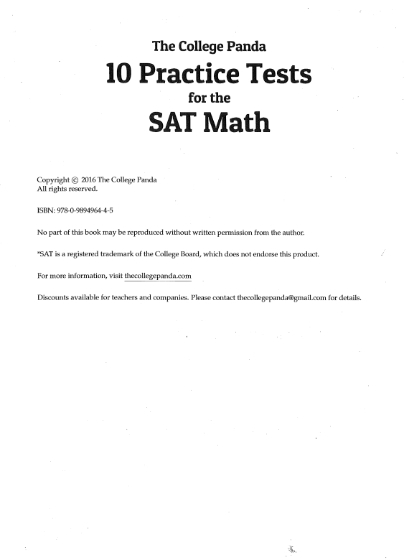 The College Panda
10 Practice Tests
for the
SAT Math
Copyright © 2016 The College Panda
All rights reserved.
ISBN: 978-0-9894964-4-5
No part of this book may be reproduced without written permission from the author.
*SAT is a registered trademark of the College Board, which does not endorse this product.
For more information, visit thecollegepanda.com
Discounts available for teachers and companies. Please contact thecollegepanda@gmail.com for details.